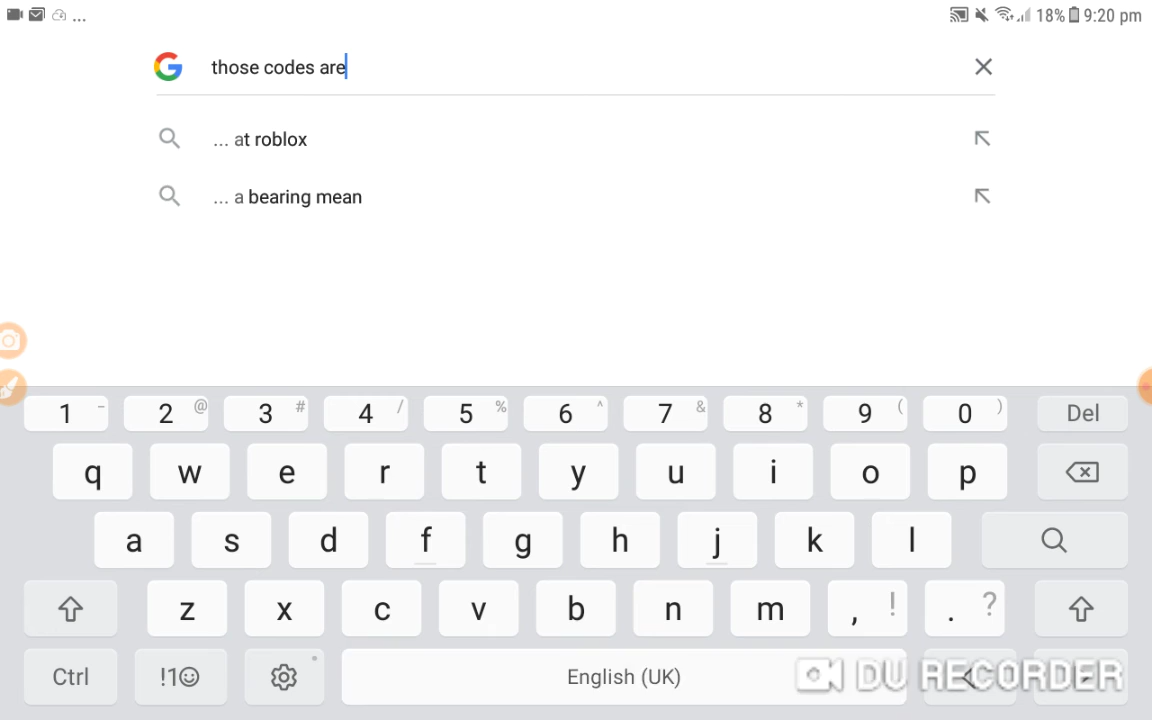 ... 18% 9:20 pm
those codes are
... at roblox
... a bearing mean
1 - 2 @ 3 # 4 / 5 % 6 ^ 7 & 8 * 9 ( 0 ) Del
q w e r t y u i o p
a s d f g h j k l
z x c v b n m , ! . ?
Ctrl !1☺ English (UK) DU RECORDER